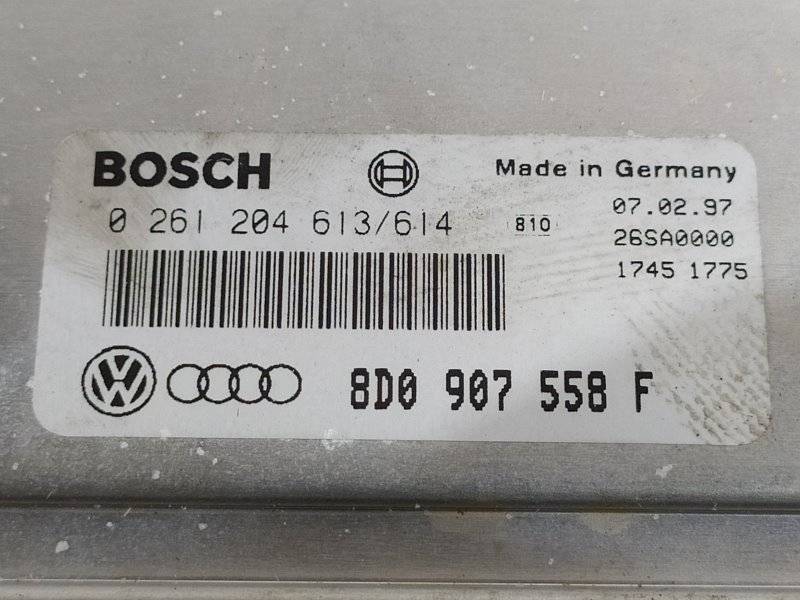 BOSCH
Made in Germany
0 261 204 613/614
810
07.02.97
26SA0000
1745 1775
VW
8D0 907 558 F